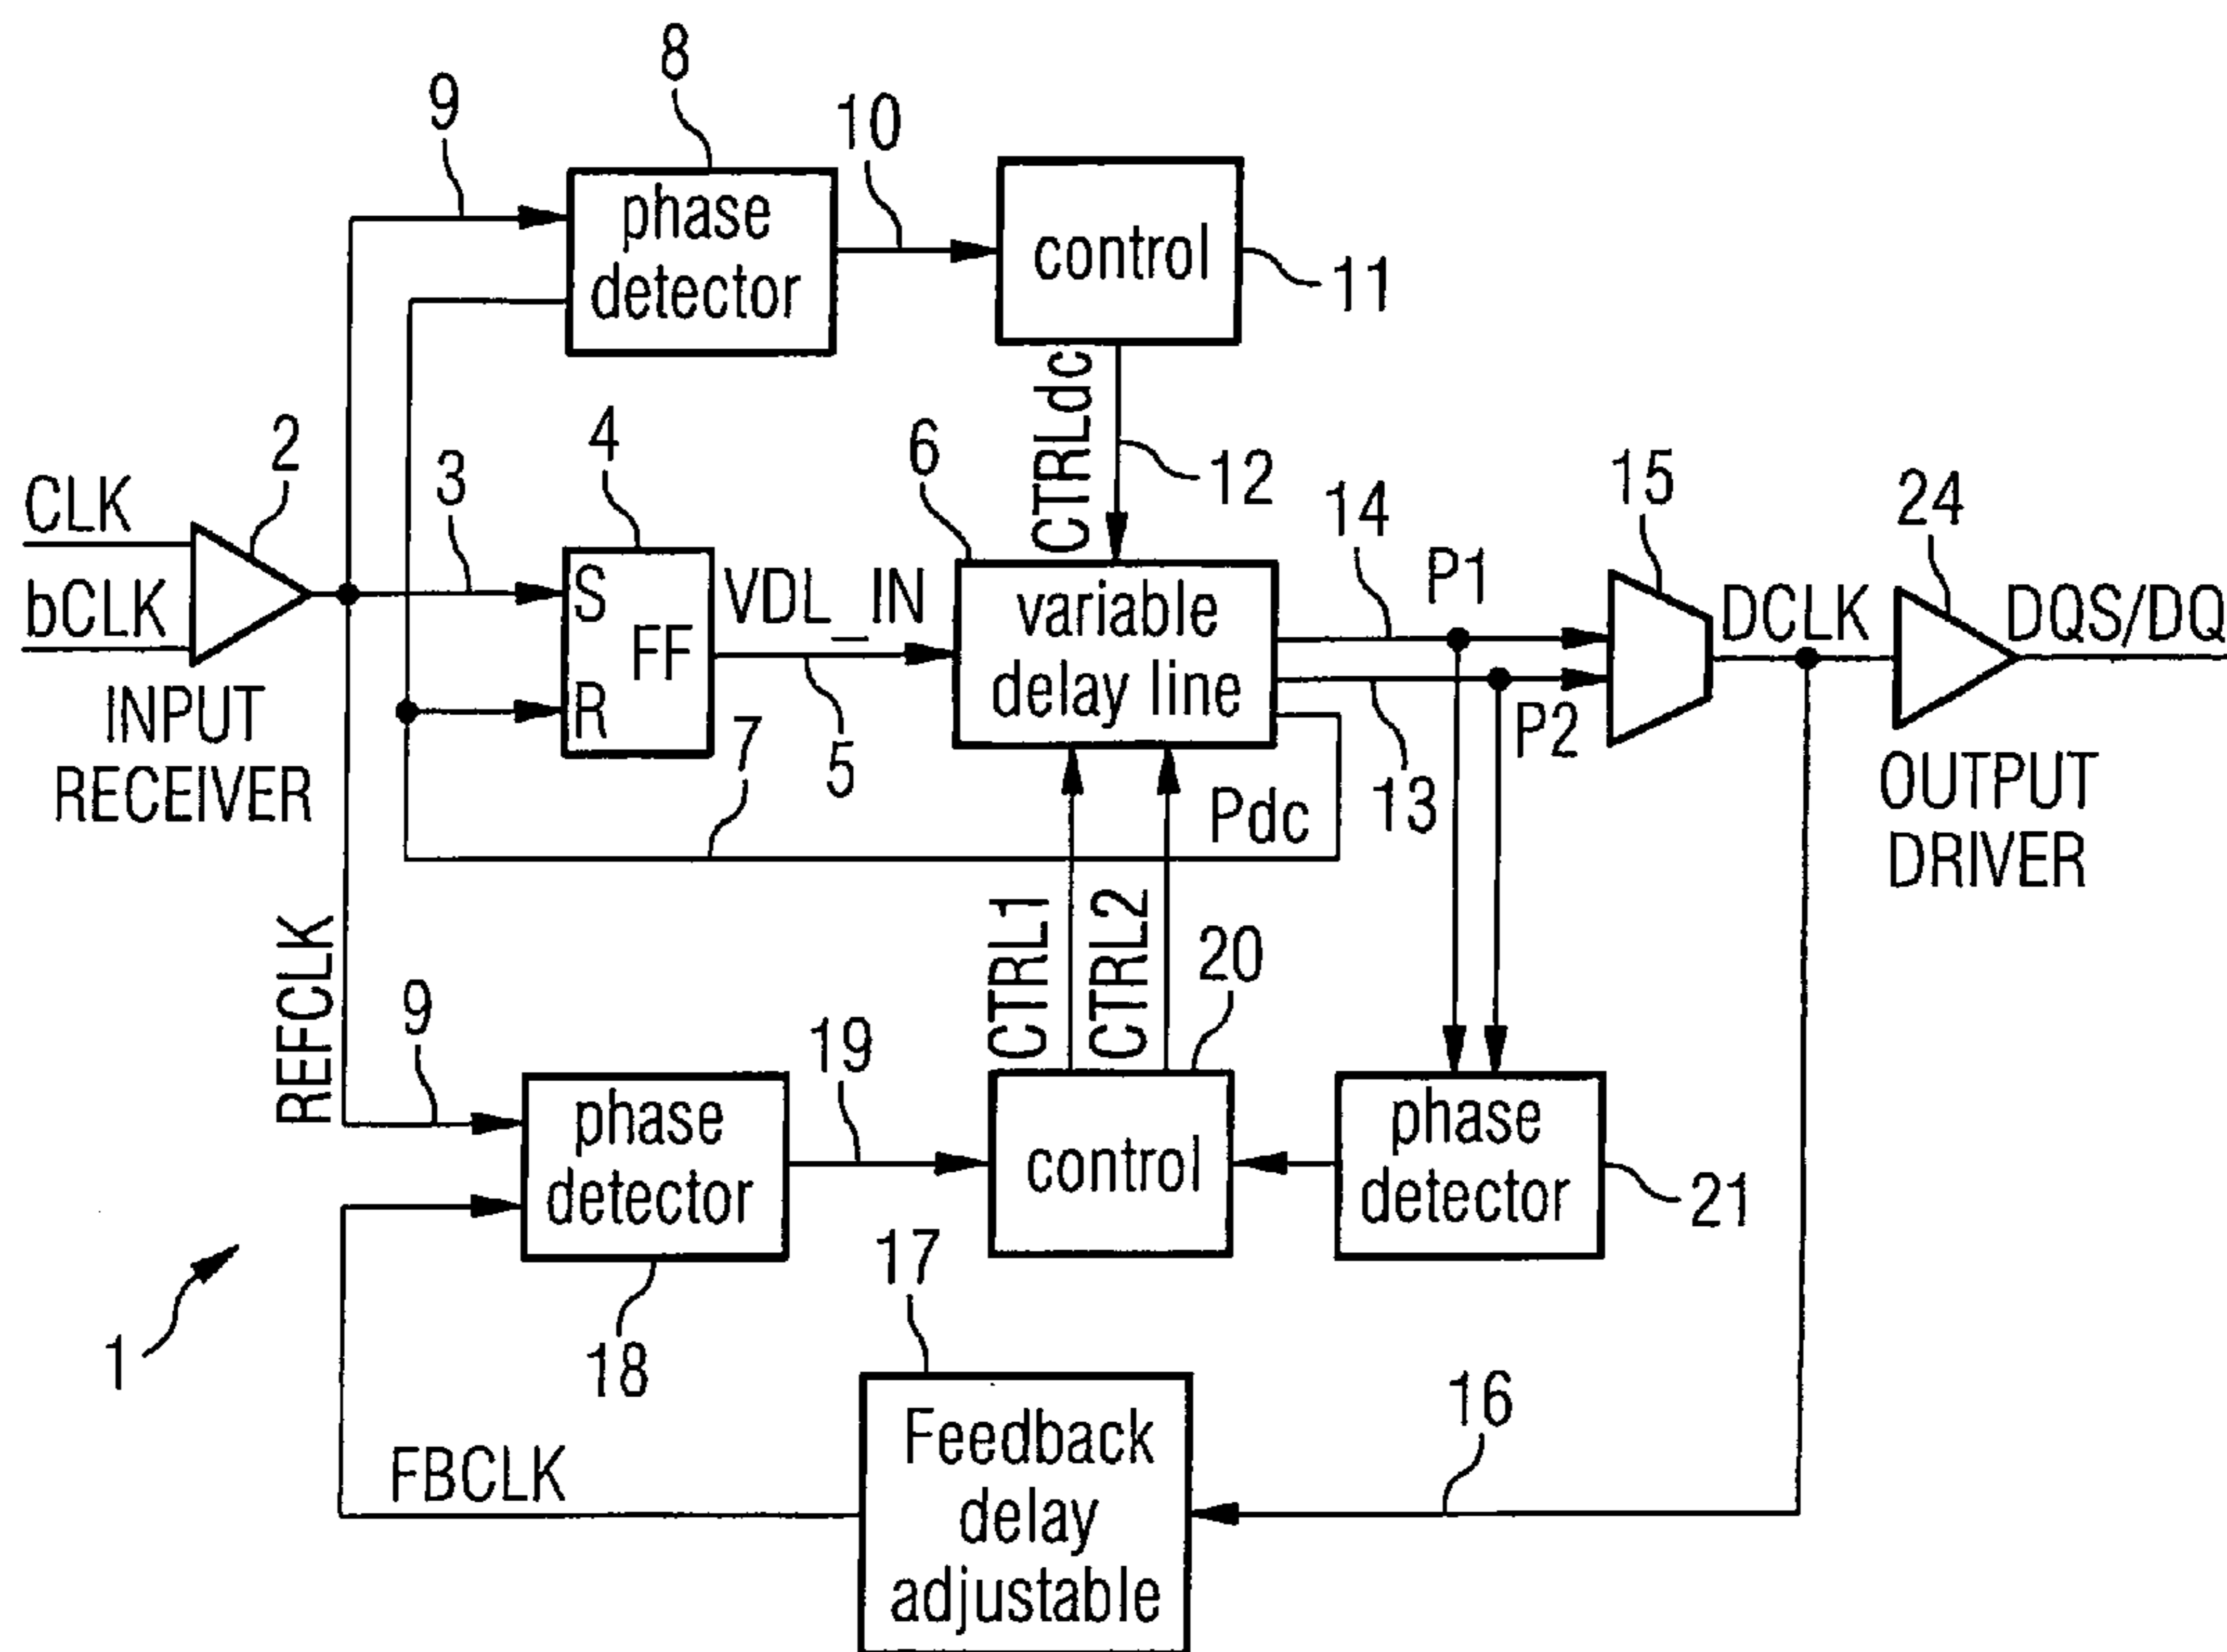 8
9
10
phase
detector
control
11
CTRLdc
12
CLK
2
3
4
6
14
15
24
bCLK
S
FF
R
VDL_IN
variable
delay line
P1
P2
DCLK
DQS/DQ
INPUT
RECEIVER
7
5
13
Pdc
OUTPUT
DRIVER
REFCLK
CTRL1
CTRL2
20
9
19
phase
detector
control
phase
detector
21
1
18
17
16
FBCLK
Feedback
delay
adjustable